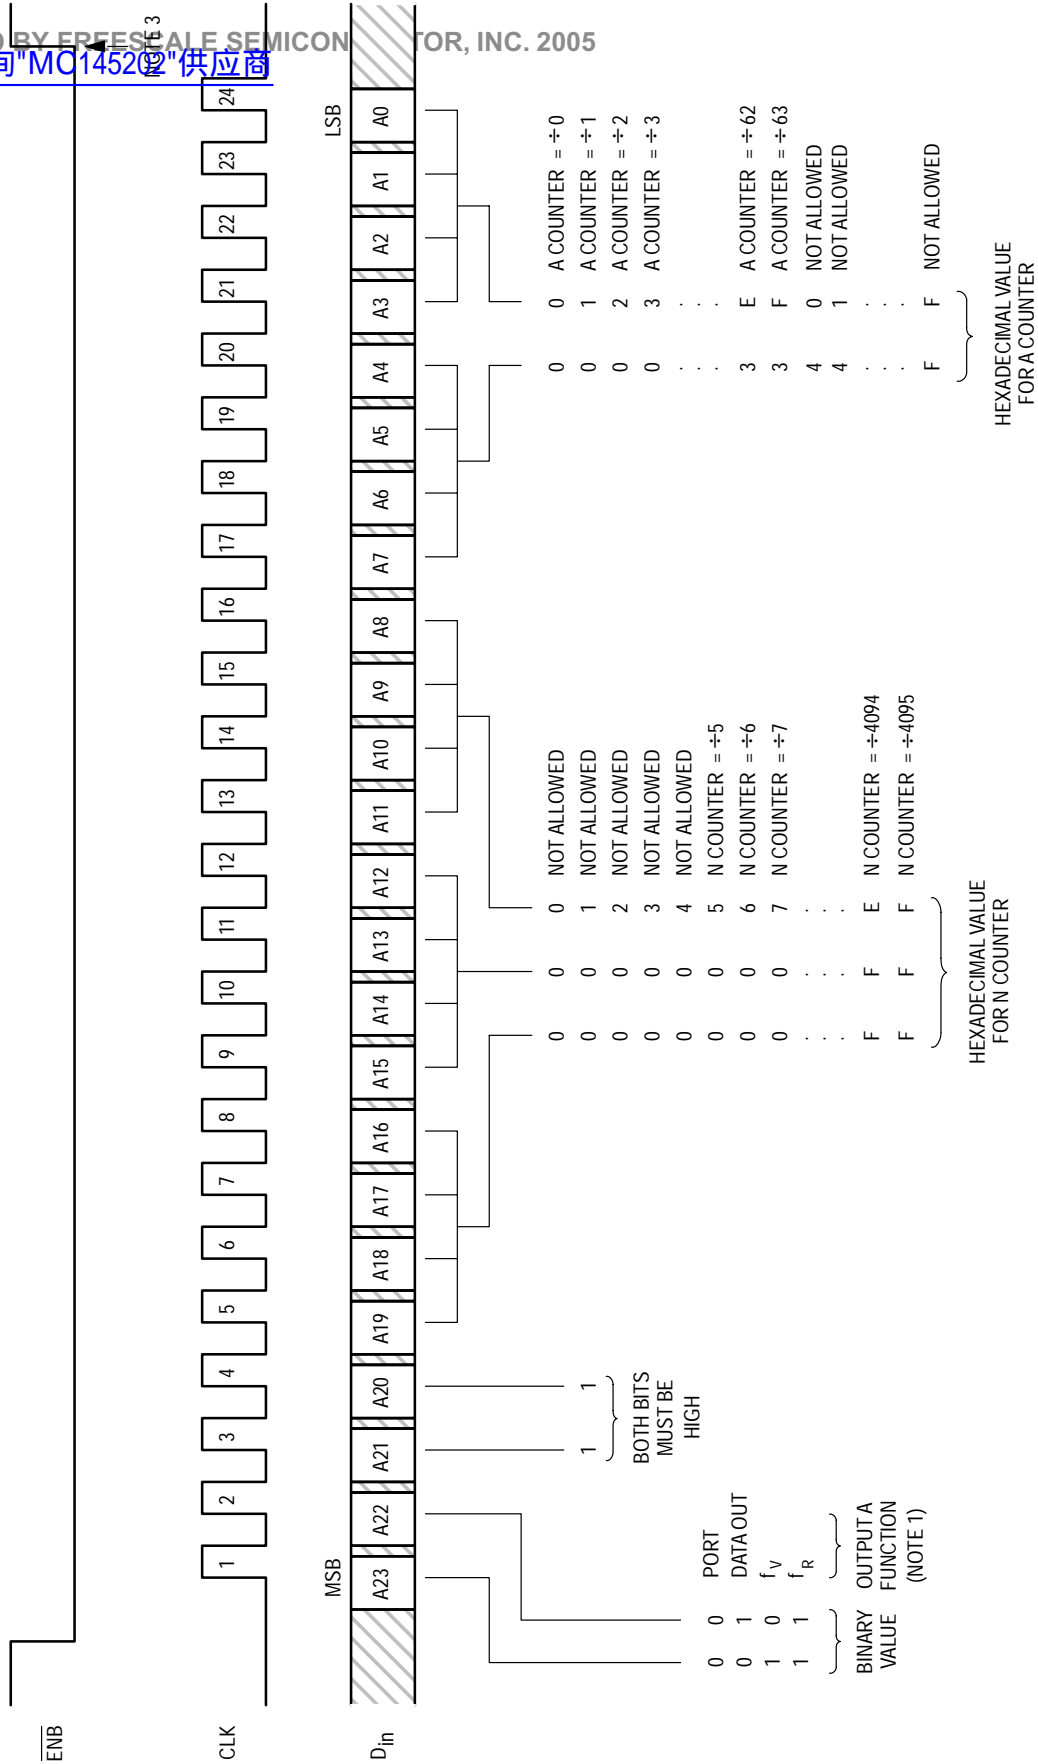 D BY FREESCALE SEMICONDUCTOR, INC. 2005
询"MC145202"供应商
NOTE 3
ENB
CLK
1 2 3 4 5 6 7 8 9 10 11 12 13 14 15 16 17 18 19 20 21 22 23 24
MSB LSB
Din
A23 A22 A21 A20 A19 A18 A17 A16 A15 A14 A13 A12 A11 A10 A9 A8 A7 A6 A5 A4 A3 A2 A1 A0
0 0 PORT
0 1 DATA OUT
1 0 fV
1 1 fR
BINARY
VALUE
OUTPUT A
FUNCTION
(NOTE 1)
1 1
BOTH BITS
MUST BE
HIGH
0 0 0 NOT ALLOWED
0 0 1 NOT ALLOWED
0 0 2 NOT ALLOWED
0 0 3 NOT ALLOWED
0 0 4 NOT ALLOWED
0 0 5 N COUNTER = ÷5
0 0 6 N COUNTER = ÷6
0 0 7 N COUNTER = ÷7
. . .
. . .
F F E N COUNTER = ÷4094
F F F N COUNTER = ÷4095
HEXADECIMAL VALUE
FOR N COUNTER
0 0 A COUNTER = ÷0
0 1 A COUNTER = ÷1
0 2 A COUNTER = ÷2
0 3 A COUNTER = ÷3
. .
. .
3 E A COUNTER = ÷62
3 F A COUNTER = ÷63
4 0 NOT ALLOWED
4 1 NOT ALLOWED
. .
. .
F F NOT ALLOWED
HEXADECIMAL VALUE
FOR A COUNTER